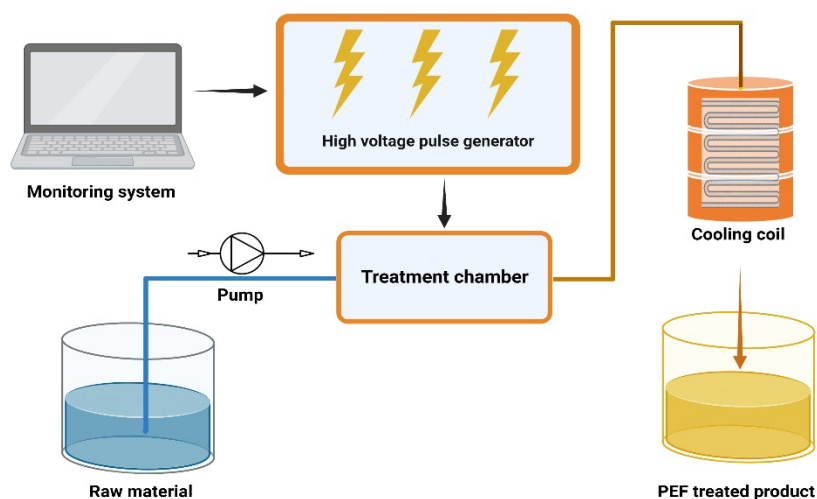 High voltage pulse generator
Monitoring system
Cooling coil
Treatment chamber
Pump
Raw material
PEF treated product